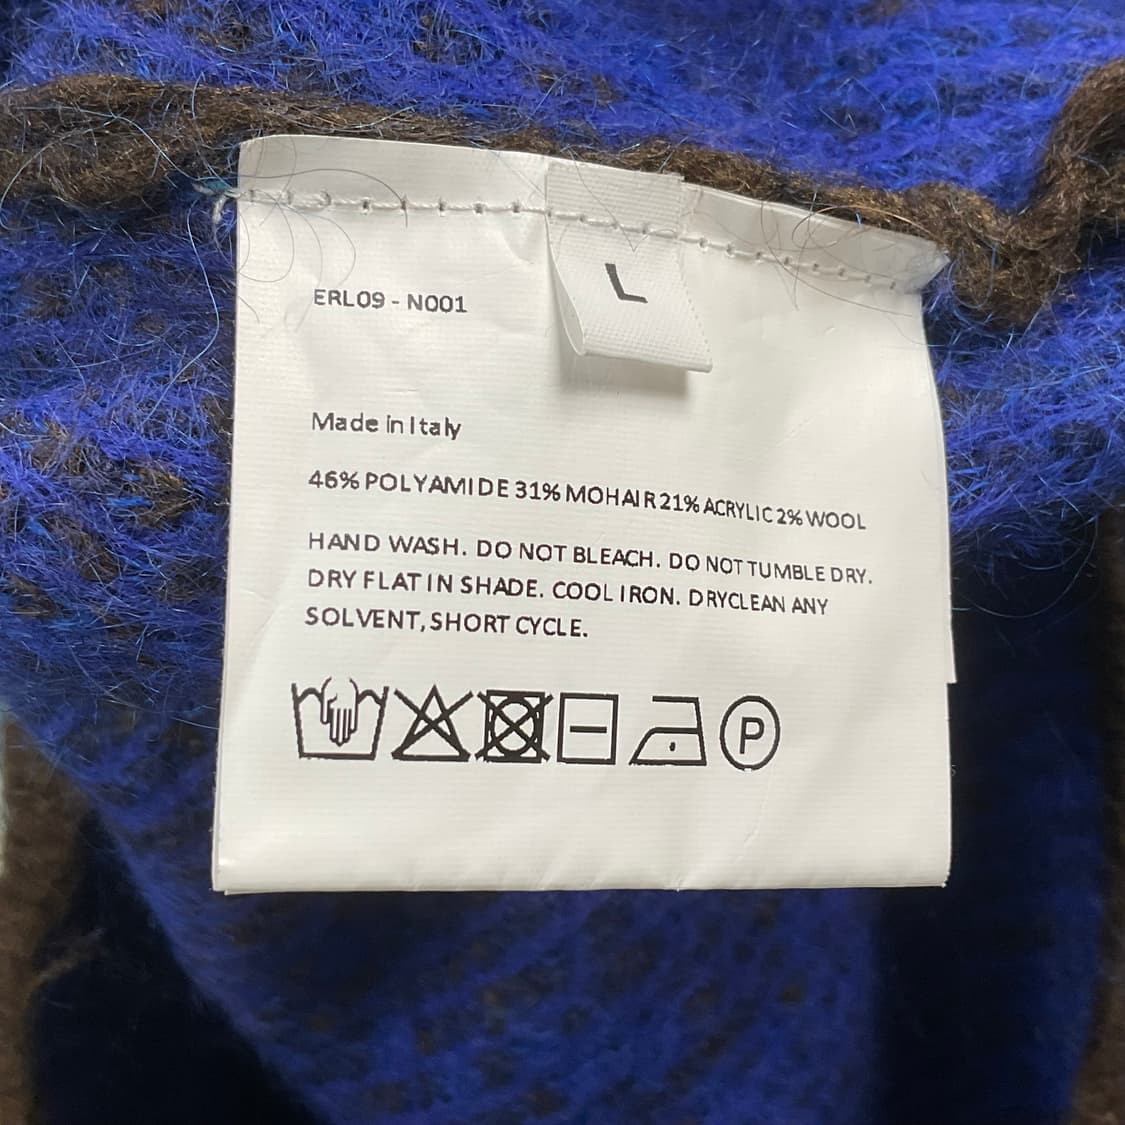 L
ERL09 - N001
Made in Italy
46% POLYAMIDE 31% MOHAIR 21% ACRYLIC 2% WOOL
HAND WASH. DO NOT BLEACH. DO NOT TUMBLE DRY.
DRY FLAT IN SHADE. COOL IRON. DRYCLEAN ANY
SOLVENT, SHORT CYCLE.
P